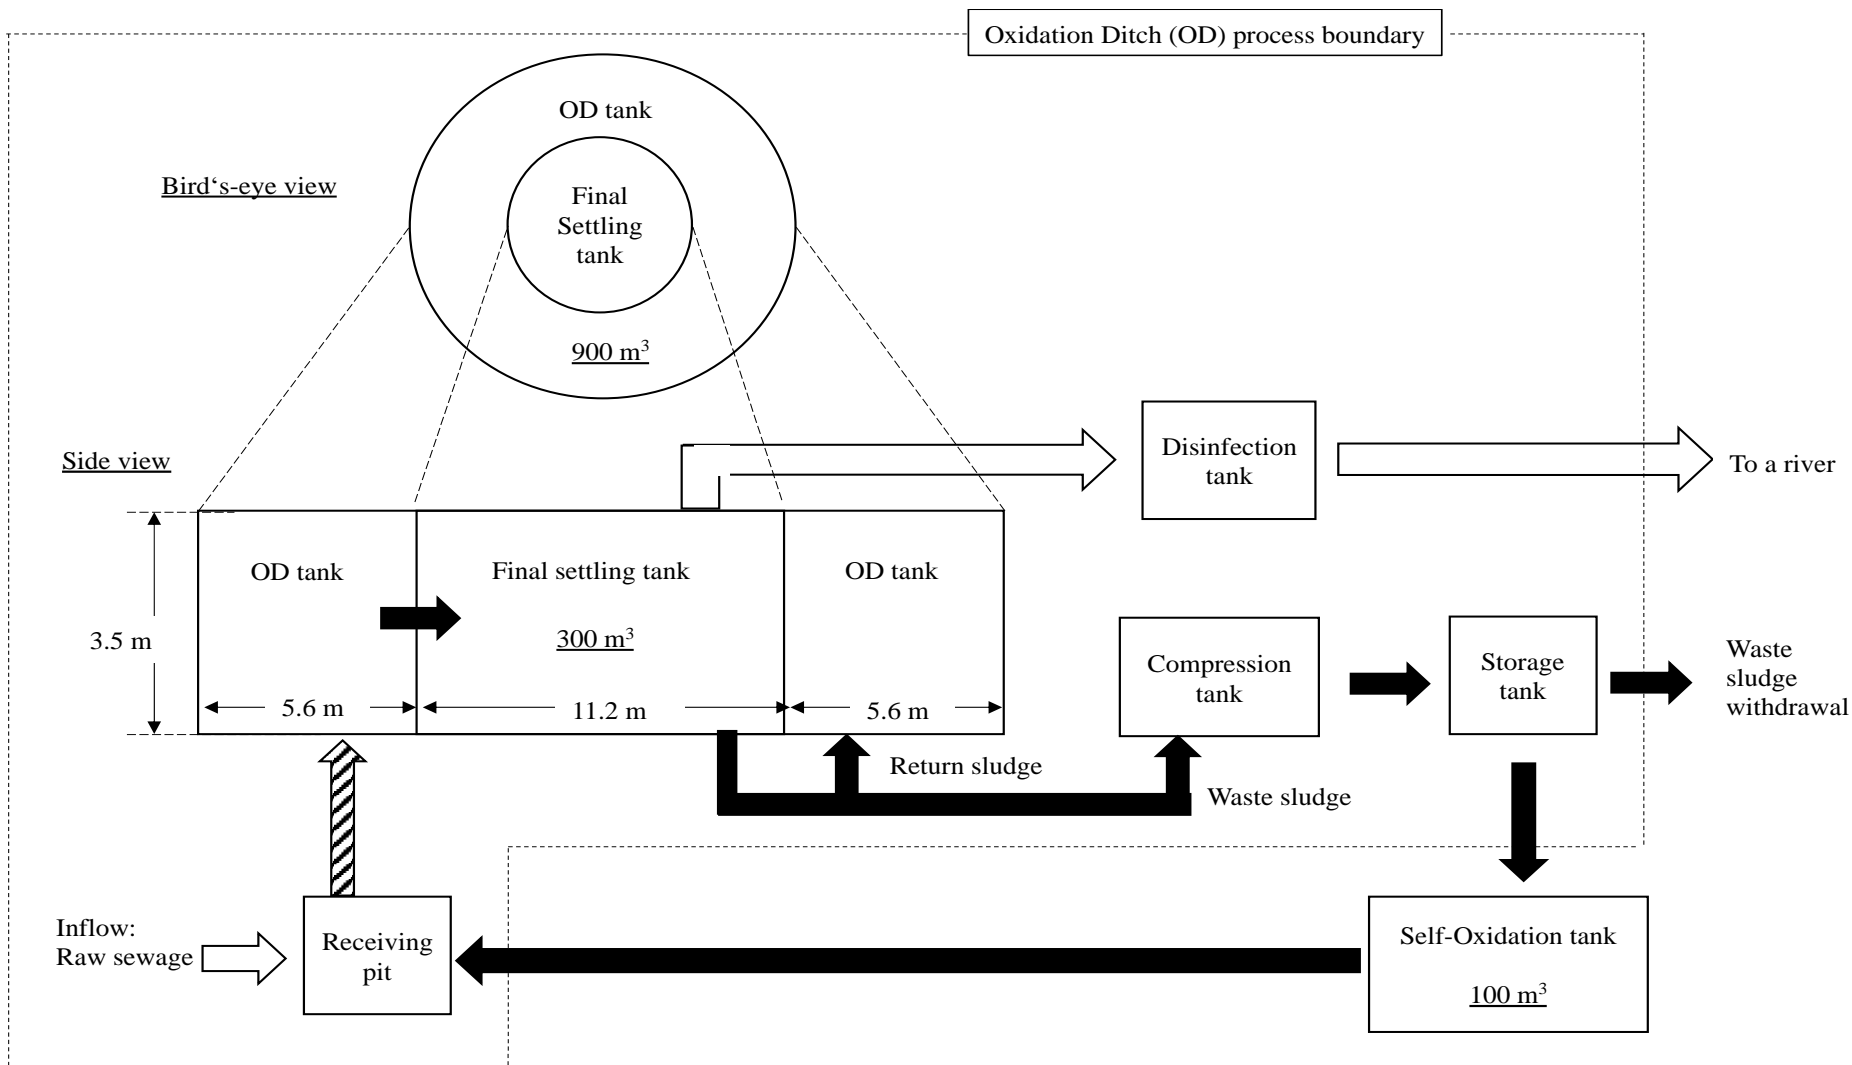 Oxidation Ditch (OD) process boundary
OD tank
Bird‘s-eye view
Final
Settling
tank
900 m³
Side view
Disinfection
tank
To a river
OD tank
Final settling tank
OD tank
3.5 m
300 m³
5.6 m
11.2 m
5.6 m
Compression
tank
Storage
tank
Waste
sludge
withdrawal
Return sludge
Waste sludge
Inflow:
Raw sewage
Receiving
pit
Self-Oxidation tank
100 m³